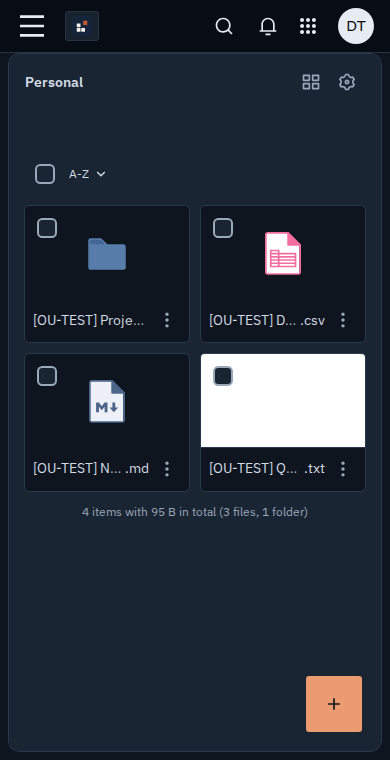 DT
Personal
A-Z
[OU-TEST] Proje...
[OU-TEST] D... .csv
M
[OU-TEST] N... .md
[OU-TEST] Q... .txt
4 items with 95 B in total (3 files, 1 folder)
+